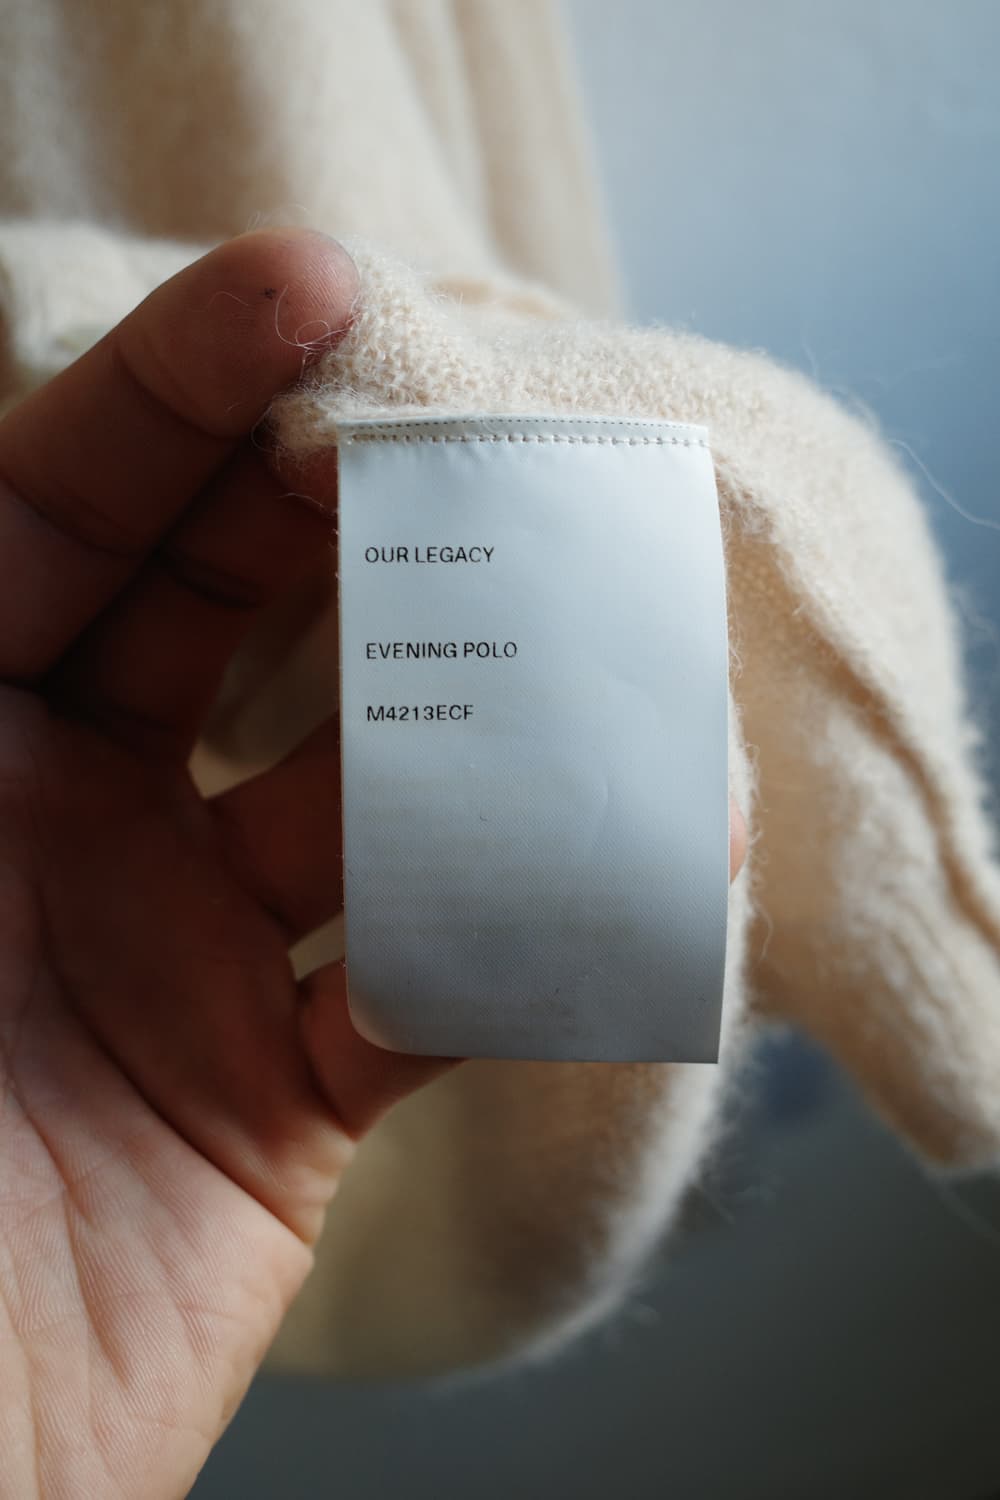 OUR LEGACY
EVENING POLO
M4213ECF